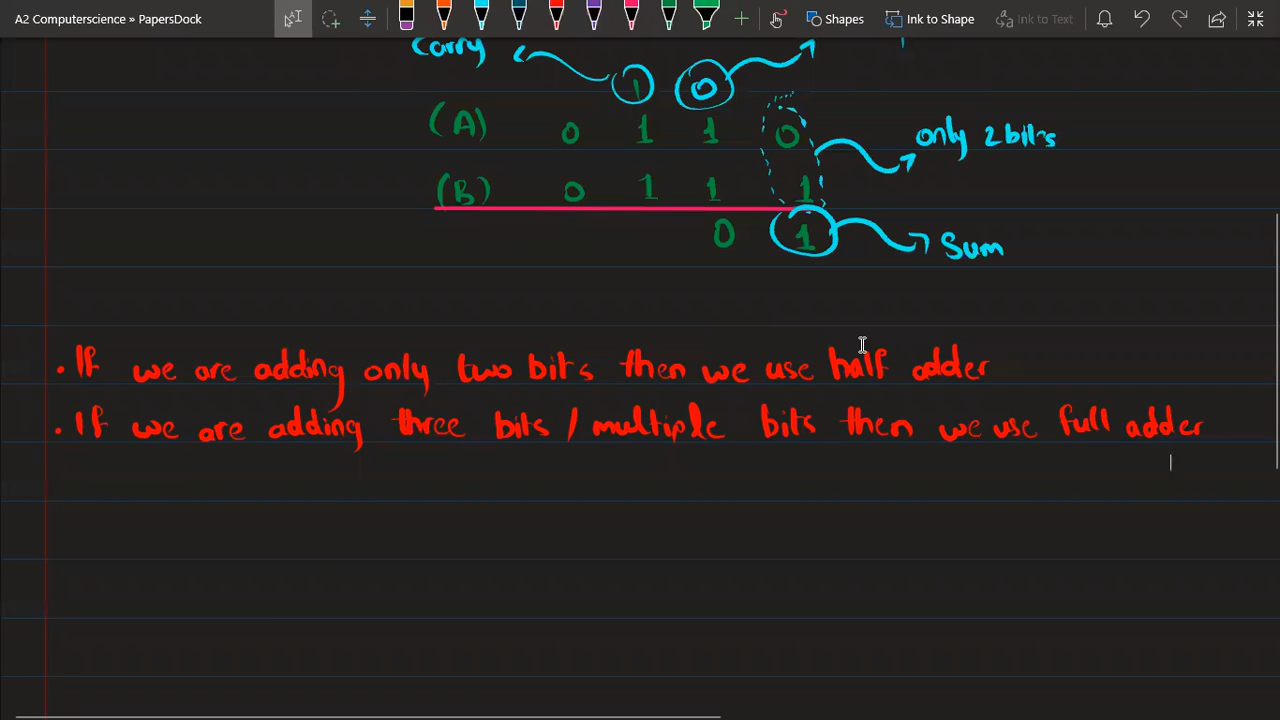 A2 Computerscience » PapersDock
Shapes
Ink to Shape
Ink to Text
Carry
1 0
(A) 0 1 1 0
only 2 bits
(B) 0 1 1 1
0 1
Sum
. If we are adding only two bits then we use half adder
. If we are adding three bits / multiple bits then we use full adder